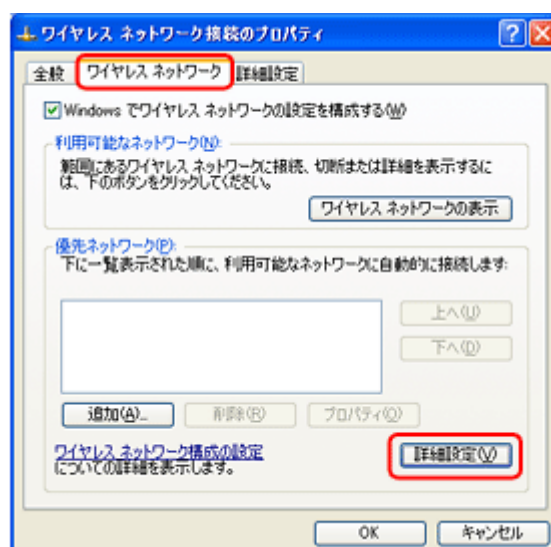 ワイヤレス ネットワーク接続のプロパティ
全般 ワイヤレス ネットワーク 詳細設定
Windows でワイヤレス ネットワークの設定を構成する(W)
利用可能なネットワーク(N):
範囲にあるワイヤレス ネットワークに接続、切断または詳細を表示するに
は、下のボタンをクリックしてください。
ワイヤレス ネットワークの表示
優先ネットワーク(P):
下に一覧表示された順に、利用可能なネットワークに自動的に接続します:
上へ(U)
下へ(D)
追加(A)...
削除(R)
プロパティ(O)
ワイヤレス ネットワーク構成の設定
についての詳細を表示します。
詳細設定(V)
OK
キャンセル